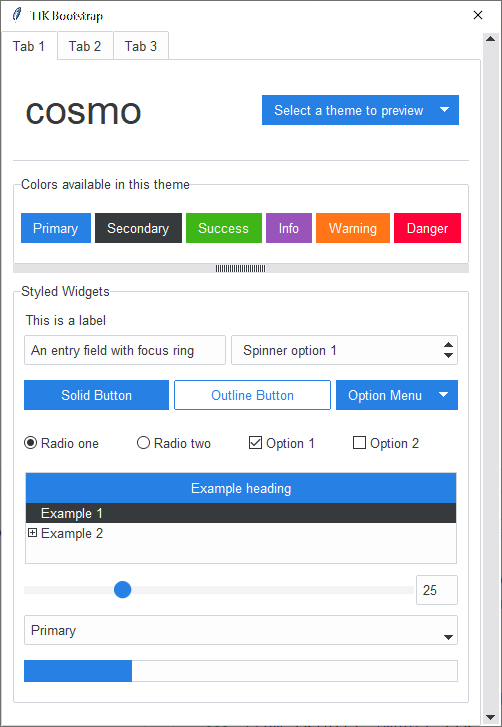 TTK Bootstrap
Tab 1 Tab 2 Tab 3
cosmo
Select a theme to preview
Colors available in this theme
Primary Secondary Success Info Warning Danger
Styled Widgets
This is a label
An entry field with focus ring Spinner option 1
Solid Button Outline Button Option Menu
Radio one Radio two Option 1 Option 2
Example heading
Example 1
Example 2
25
Primary